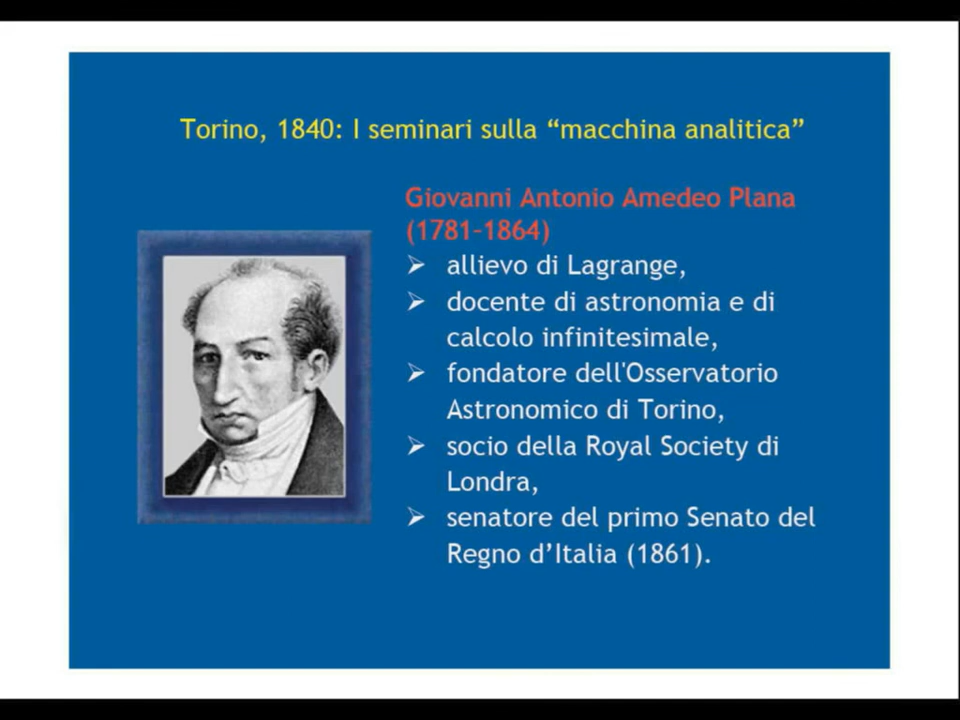 Torino, 1840: I seminari sulla “macchina analitica”
Giovanni Antonio Amedeo Plana
(1781–1864)
➢ allievo di Lagrange,
➢ docente di astronomia e di
calcolo infinitesimale,
➢ fondatore dell'Osservatorio
Astronomico di Torino,
➢ socio della Royal Society di
Londra,
➢ senatore del primo Senato del
Regno d’Italia (1861).